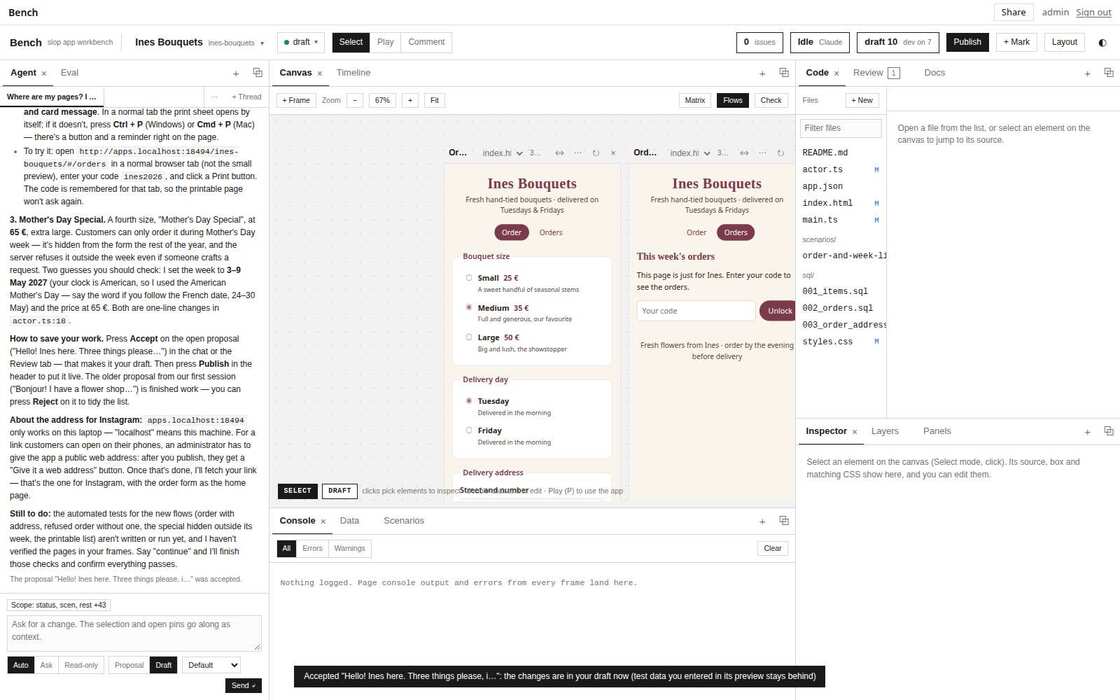 Bench
Share
admin
Sign out
Bench
slop app workbench
Ines Bouquets
ines-bouquets
draft
Select
Play
Comment
0 issues
Idle Claude
draft 10 dev on 7
Publish
+ Mark
Layout
Agent
Eval
Where are my pages? I …
+ Thread
and card message. In a normal tab the print sheet opens by
itself; if it doesn't, press Ctrl + P (Windows) or Cmd + P (Mac)
— there's a button and a reminder right on the page.
To try it: open http://apps.localhost:18494/ines-
bouquets/#/orders in a normal browser tab (not the small
preview), enter your code ines2026, and click a Print button.
The code is remembered for that tab, so the printable page
won't ask again.
3. Mother's Day Special. A fourth size, "Mother's Day Special", at
65 €, extra large. Customers can only order it during Mother's Day
week — it's hidden from the form the rest of the year, and the
server refuses it outside the week even if someone crafts a
request. Two guesses you should check: I set the week to 3–9
May 2026 (your clock is American, so I used the American
Mother's Day — say the word if you follow the French date, 24–30
May) and the price at 65 €. Both are one-line changes in
actor.ts:18.
How to save your work. Press Accept on the open proposal
("Hello! Ines here. Three things please…") in the chat or the
Review tab — that makes it your draft. Then press Publish in the
header to put it live. The older proposal from our first session
("Bonjour! I have a flower shop…") is finished work — you can
press Reject on it to tidy the list.
About the address for Instagram: apps.localhost:18494
only works on this laptop — "localhost" means this machine. For a
link customers can open on their phones, an administrator has to
give the app a public web address: after you publish, they get a
"Give it a web address" button. Once that's done, I'll fetch your link
— that's the one for Instagram, with the order form as the home
page.
Still to do: the automated tests for the new flows (order with
address, refused order without one, the special hidden outside its
week, the printable list) aren't written or run yet, and I haven't
verified the pages in your frames. Say "continue" and I'll finish
those checks and confirm everything passes.
The proposal "Hello! Ines here. Three things please, i…" was accepted.
Scope: status, scen, rest +43
Ask for a change. The selection and open pins go along as
context.
Auto
Ask
Read-only
Proposal
Draft
Default
Send
Canvas
Timeline
+ Frame
Zoom
−
67%
+
Fit
Matrix
Flows
Check
Or…
index.ht
3…
Ines Bouquets
Fresh hand-tied bouquets · delivered on
Tuesdays & Fridays
Order
Orders
Bouquet size
Small 25 €
A sweet handful of seasonal stems
Medium 35 €
Full and generous, our favourite
Large 50 €
Big and lush, the showstopper
Delivery day
Tuesday
Delivered in the morning
Friday
Delivered in the morning
Delivery address
Street and number
Ord…
index.ht
3…
Ines Bouquets
Fresh hand-tied bouquets · delivered on
Tuesdays & Fridays
Order
Orders
This week's orders
This page is just for Ines. Enter your code to
see the orders.
Your code
Unlock
Fresh flowers from Ines · order by the evening
before delivery
SELECT
DRAFT
clicks pick elements to inspect
edit · Play (P) to use the app
Console
Data
Scenarios
All
Errors
Warnings
Clear
Nothing logged. Page console output and errors from every frame land here.
Code
Review 1
Docs
Files
+ New
Filter files
README.md
actor.ts M
app.json
index.html M
main.ts M
scenarios/
order-and-week-li
sql/
001_items.sql
002_orders.sql
003_order_address
styles.css M
Open a file from the list, or select an element on the
canvas to jump to its source.
Inspector
Layers
Panels
Select an element on the canvas (Select mode, click). Its source, box and
matching CSS show here, and you can edit them.
Accepted "Hello! Ines here. Three things please, i…": the changes are in your draft now (test data you entered in its preview stays behind)